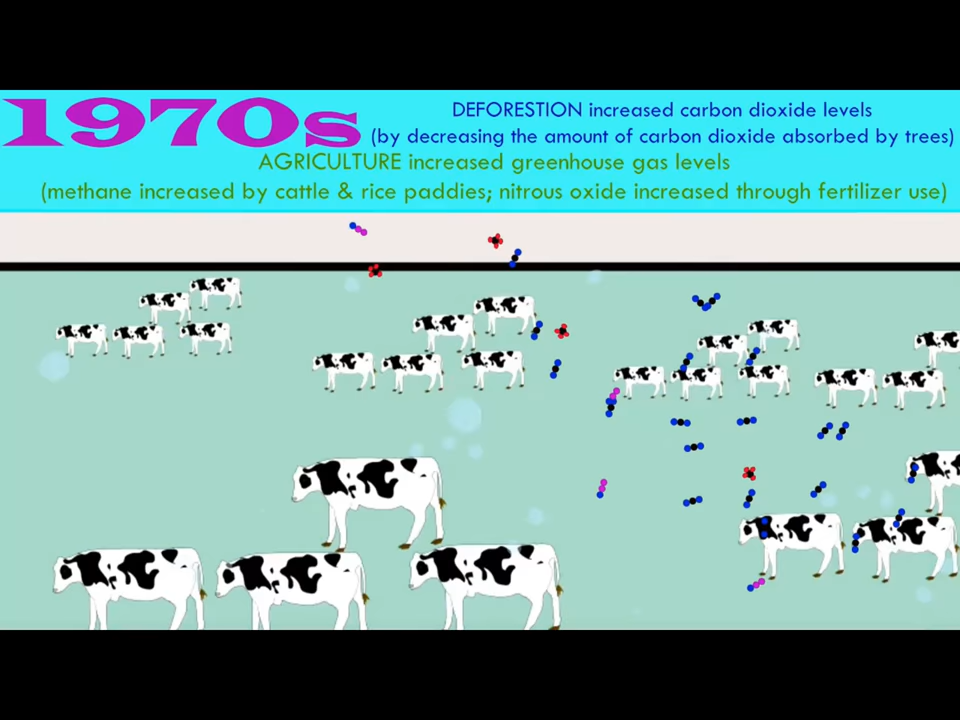 1970s
DEFORESTION increased carbon dioxide levels
(by decreasing the amount of carbon dioxide absorbed by trees)
AGRICULTURE increased greenhouse gas levels
(methane increased by cattle & rice paddies; nitrous oxide increased through fertilizer use)